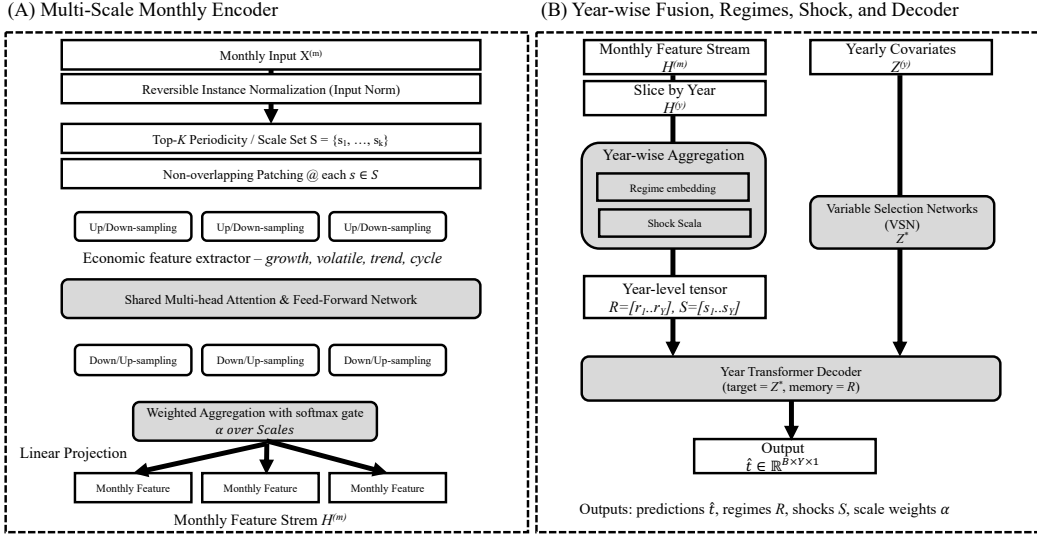 (A) Multi-Scale Monthly Encoder
Monthly Input X⁽ᵐ⁾
Reversible Instance Normalization (Input Norm)
Top-K Periodicity / Scale Set S = {s₁, …, sₖ}
Non-overlapping Patching @ each s ∈ S
Up/Down-sampling
Up/Down-sampling
Up/Down-sampling
Economic feature extractor – growth, volatile, trend, cycle
Shared Multi-head Attention & Feed-Forward Network
Down/Up-sampling
Down/Up-sampling
Down/Up-sampling
Weighted Aggregation with softmax gate
α over Scales
Linear Projection
Monthly Feature
Monthly Feature
Monthly Feature
Monthly Feature Strem H⁽ᵐ⁾
(B) Year-wise Fusion, Regimes, Shock, and Decoder
Monthly Feature Stream
H⁽ᵐ⁾
Slice by Year
H⁽ʸ⁾
Year-wise Aggregation
Regime embedding
Shock Scala
Year-level tensor
R=[r₁..r_Y], S=[s₁..s_Y]
Yearly Covariates
Z⁽ʸ⁾
Variable Selection Networks
(VSN)
Z*
Year Transformer Decoder
(target = Z*, memory = R)
Output
t̂ ∈ ℝ^{B×Y×1}
Outputs: predictions t̂, regimes R, shocks S, scale weights α